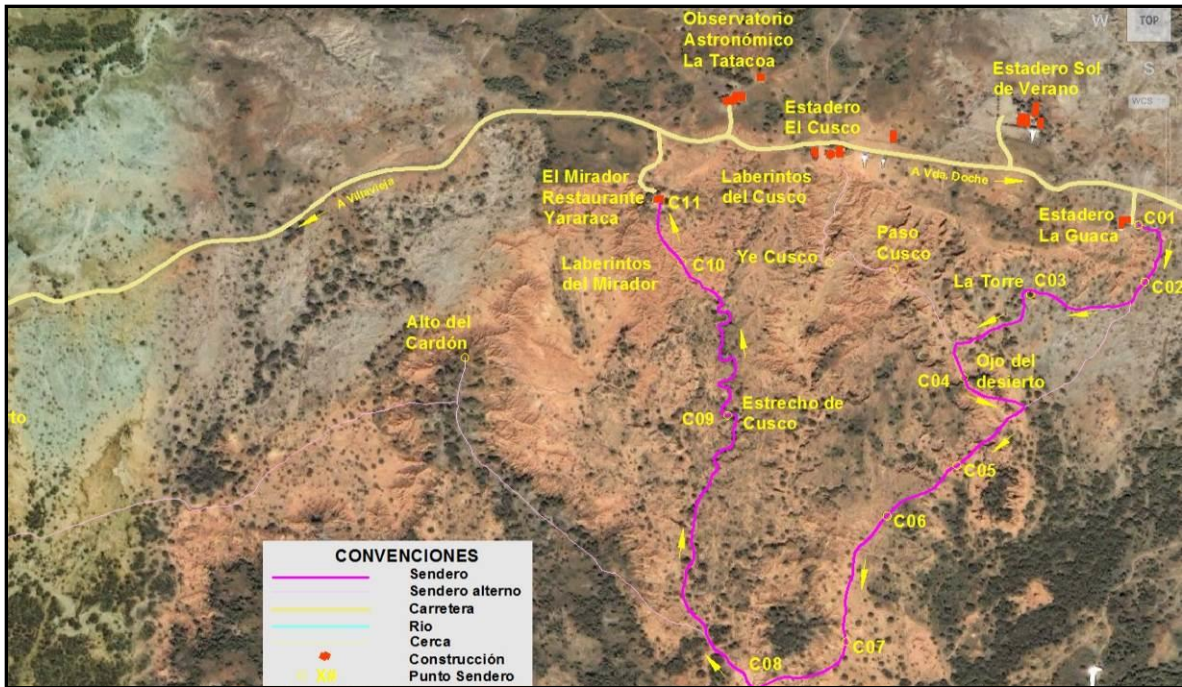 W
TOP
S
WCS
Observatorio
Astronómico
La Tatacoa
Estadero Sol
de Verano
Estadero
El Cusco
A Villavieja
El Mirador
Restaurante
Yararaca
C11
Laberintos
del Cusco
A Vda. Doche
Estadero
La Guaca
C01
Ye Cusco
Paso
Cusco
C10
Laberintos
del Mirador
La Torre
C03
C02
Alto del
Cardón
Ojo del
desierto
C04
C09
Estrecho de
Cusco
rto
C05
C06
C07
C08
CONVENCIONES
Sendero
Sendero alterno
Carretera
Rio
Cerca
Construcción
X# Punto Sendero